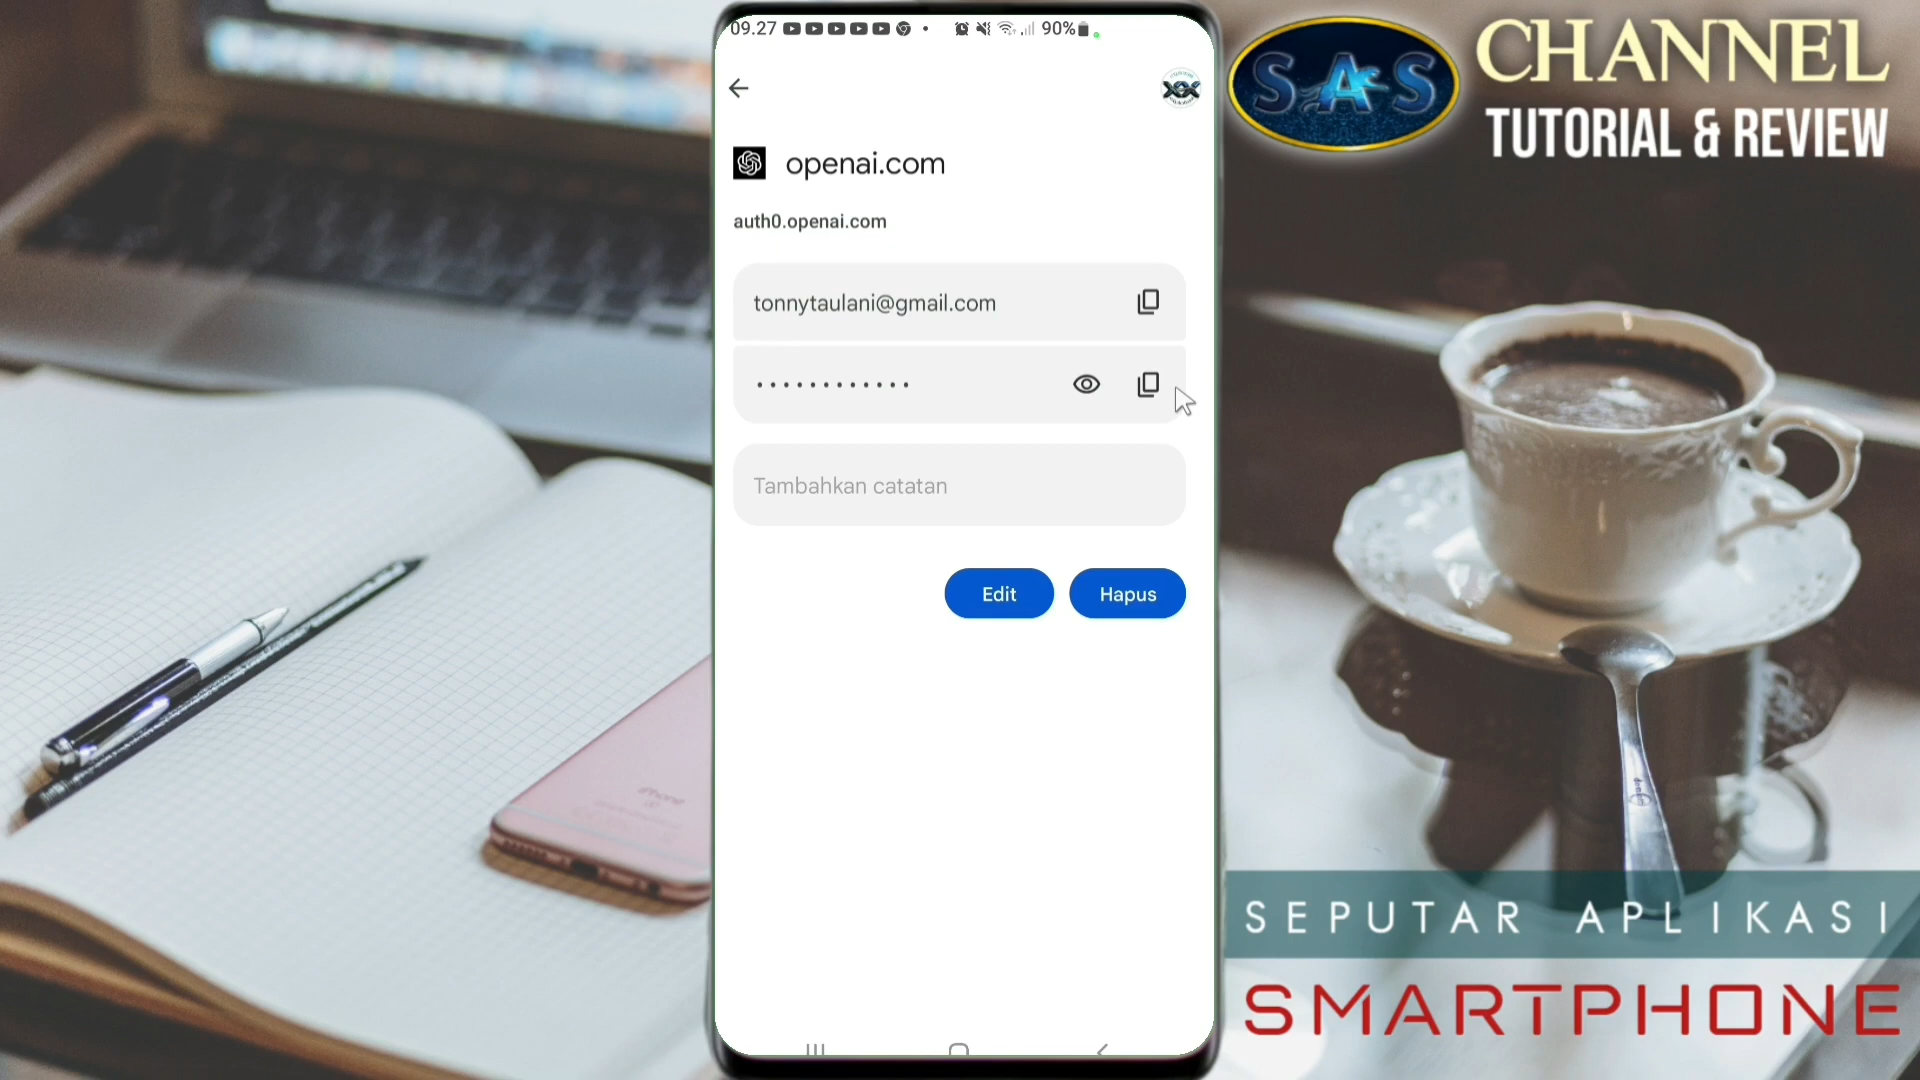 09.27
90%
openai.com
auth0.openai.com
tonnytaulani@gmail.com
Tambahkan catatan
Edit
Hapus
SAS
CHANNEL
TUTORIAL & REVIEW
iPhone
SEPUTAR APLIKASI
SMARTPHONE